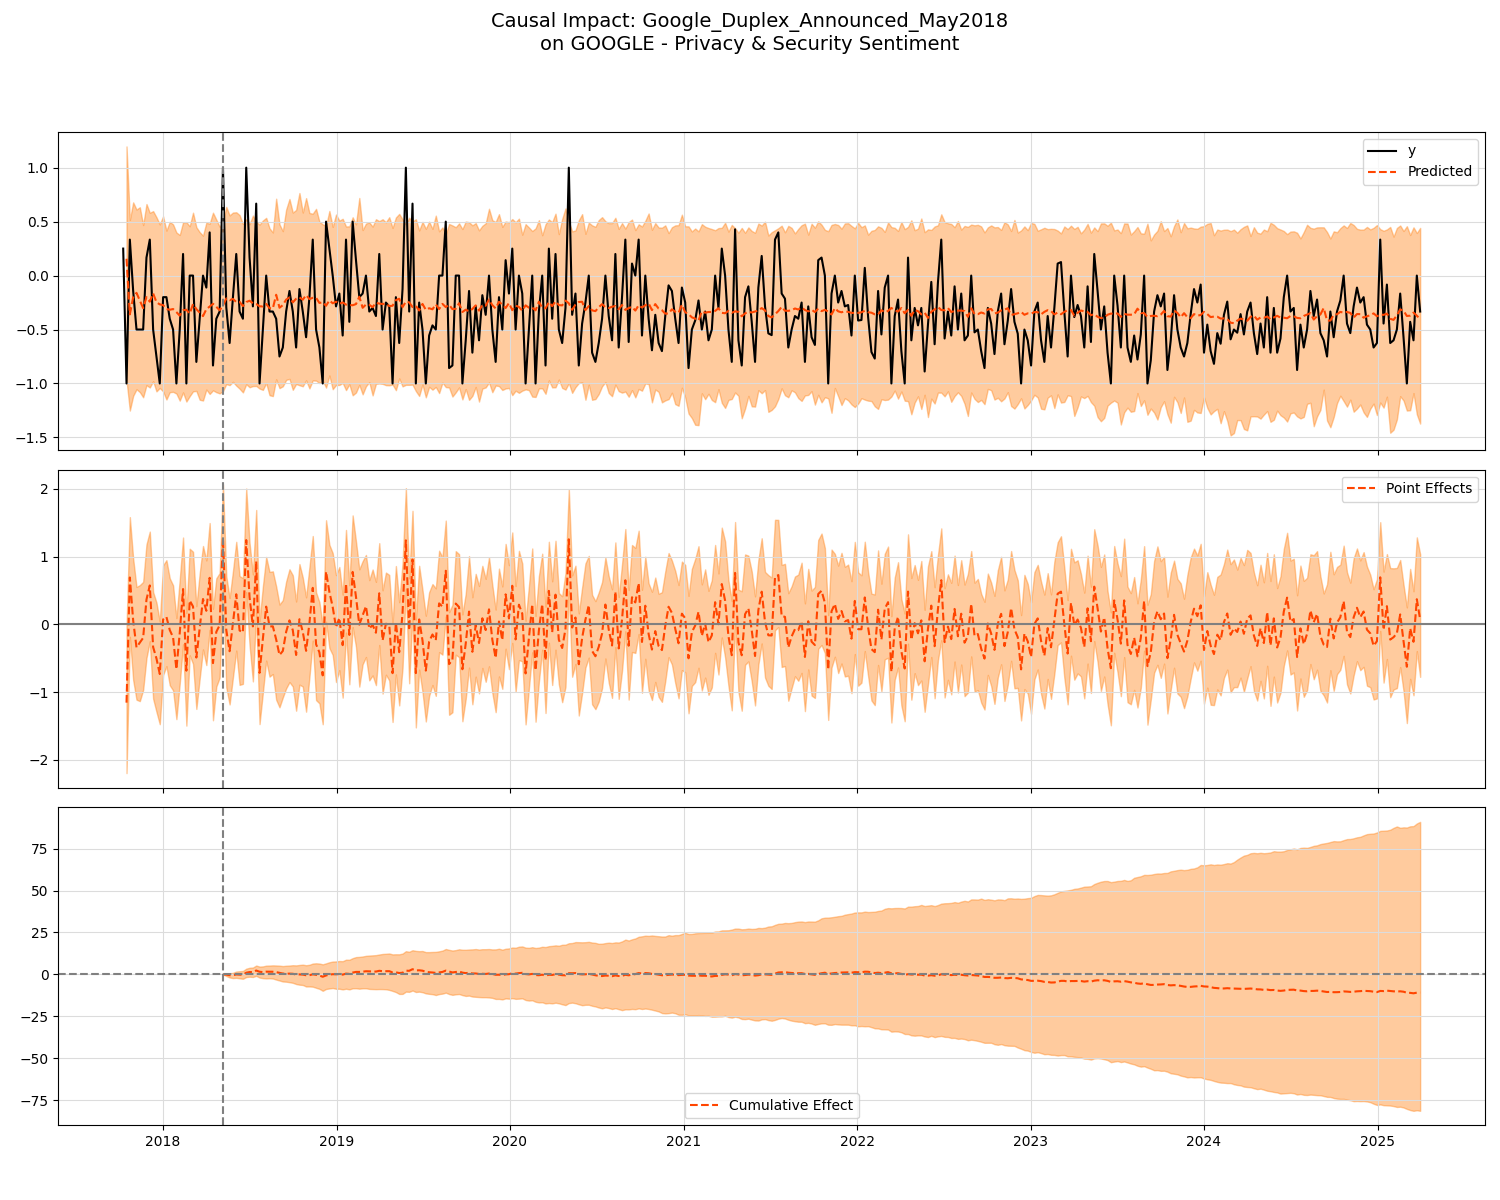 Causal Impact: Google_Duplex_Announced_May2018
on GOOGLE - Privacy & Security Sentiment
y
Predicted
1.0
0.5
0.0
−0.5
−1.0
−1.5
Point Effects
2
1
0
−1
−2
75
50
25
0
−25
−50
−75
Cumulative Effect
2018 2019 2020 2021 2022 2023 2024 2025